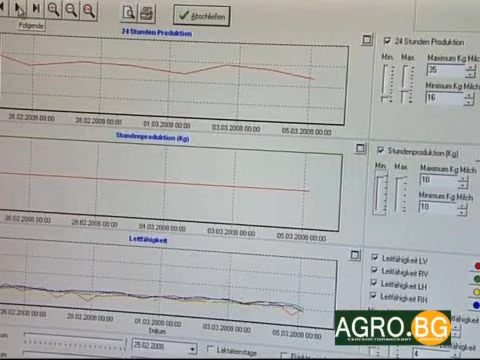 Folgende
Abschließen
24 Stunden Produktion
24 Stunden Produktion
Min. Max.
Maximum Kg Milch
35
Minimum Kg Milch
16
26.02.2008 00:00 28.02.2008 00:00 01.03.2008 00:00 03.03.2008 00:00 05.03.2008 00:00
Stundenproduktion (Kg)
Stundenproduktion (Kg)
Min. Max.
Maximum Kg Milch
10
Minimum Kg Milch
10
26.02.2008 00:00 28.02.2008 00:00 01.03.2008 00:00 03.03.2008 00:00 05.03.2008 00:00
Leitfähigkeit
Leitfähigkeit LV
Leitfähigkeit RV
Leitfähigkeit LH
Leitfähigkeit RH
26.02.2008 00:00 28.02.2008 00:00 01.03.2008 00:00 03.03.2008 00:00 05.03.2008 00:00
Datum
25.02.2008
Laktationstage
4
AGRO.BG